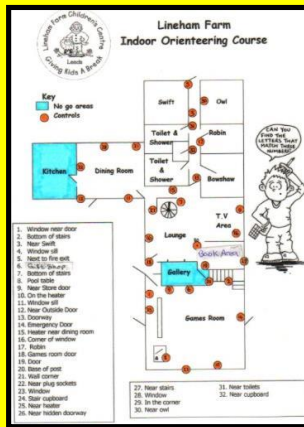 Lineham Farm Children's Centre
Leeds
Giving Kids A Break
Lineham Farm
Indoor Orienteering Course
Key
No go areas
Controls
Swift
Owl
Toilet & Shower
Robin
Toilet & Shower
Kitchen
Dining Room
Lounge
T.V Area
Book Area
Gallery
Games Room
CAN YOU
FIND THE
LETTERS THAT
MATCH THESE
NUMBERS?
1. Window near door
2. Bottom of stairs
3. Near Swift
4. Window sill
5. Next to fire exit
6.
7. Bottom of stairs
8. Pool table
9. Near Store door
10. On the heater
11. Window sill
12. Near Outside Door
13. Doorway
14. Emergency Door
15. Heater near dining room
16. Corner of window
17. Robin
18. Games room door
19. Door
20. Base of post
21. Wall corner
22. Near plug sockets
23. Window
24. Stair cupboard
25. Near heater
26. Near hidden doorway
27. Near stairs
28. Window
29. In the corner
30. Near owl
31. Near toilets
32. Near cupboard